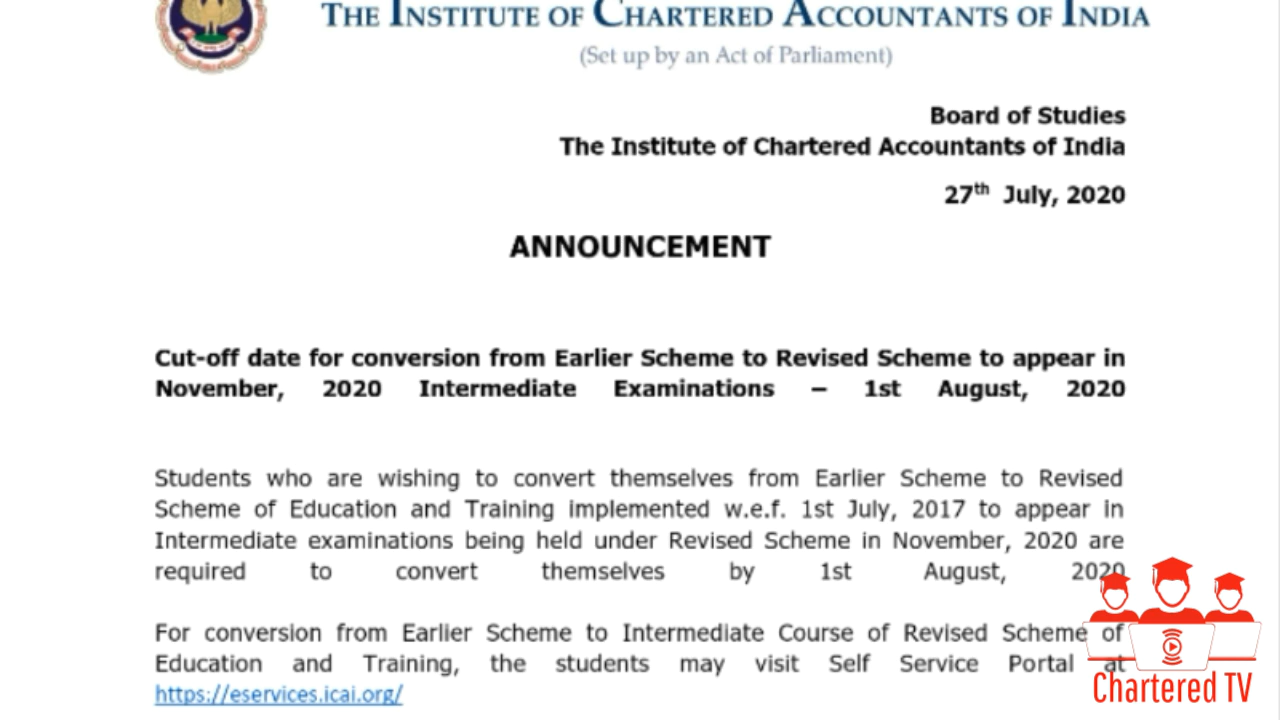 THE INSTITUTE OF CHARTERED ACCOUNTANTS OF INDIA
(Set up by an Act of Parliament)
Board of Studies
The Institute of Chartered Accountants of India
27th July, 2020
ANNOUNCEMENT
Cut-off date for conversion from Earlier Scheme to Revised Scheme to appear in
November, 2020 Intermediate Examinations – 1st August, 2020
Students who are wishing to convert themselves from Earlier Scheme to Revised
Scheme of Education and Training implemented w.e.f. 1st July, 2017 to appear in
Intermediate examinations being held under Revised Scheme in November, 2020 are
required to convert themselves by 1st August, 2020
For conversion from Earlier Scheme to Intermediate Course of Revised Scheme of
Education and Training, the students may visit Self Service Portal at
https://eservices.icai.org/
Chartered TV